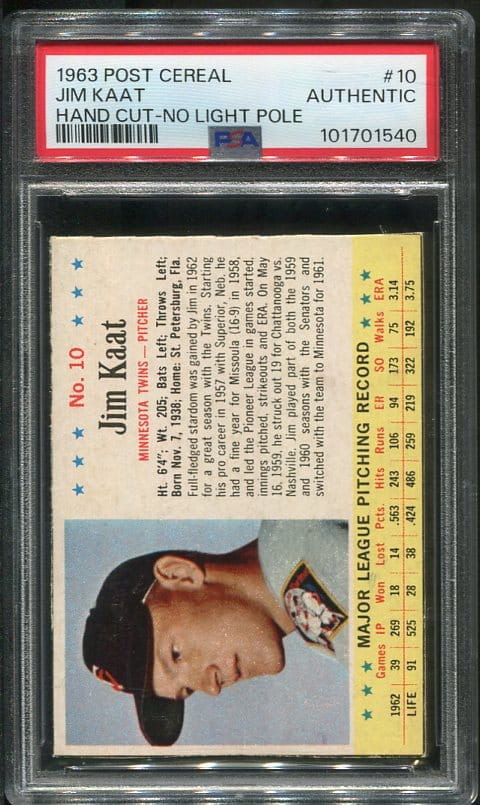 1963 POST CEREAL #10
JIM KAAT AUTHENTIC
HAND CUT-NO LIGHT POLE
PSA 101701540
★ ★ ★ No. 10 ★ ★ ★
Jim Kaat
MINNESOTA TWINS — PITCHER
Ht. 6'4"; Wt. 205; Bats Left; Throws Left;
Born Nov. 7, 1938; Home: St. Petersburg, Fla.
Full-fledged stardom was gained by Jim in 1962
for a great season with the Twins. Starting
his pro career in 1957 with Superior, Neb. he
had a fine year for Missoula (16-9) in 1958,
and led the Pioneer League in games started,
innings pitched, strikeouts and ERA. On May
16, 1959, he struck out 19 for Chattanooga vs.
Nashville. Jim played part of both the 1959
and 1960 seasons with the Senators and
switched with the team to Minnesota for 1961.
★ ★ ★ MAJOR LEAGUE PITCHING RECORD ★ ★ ★
Games IP Won Lost Pcts. Hits Runs ER SO Walks ERA
1962 39 269 18 14 .563 243 106 94 173 75 3.14
LIFE 91 525 28 38 .424 486 259 219 322 192 3.75